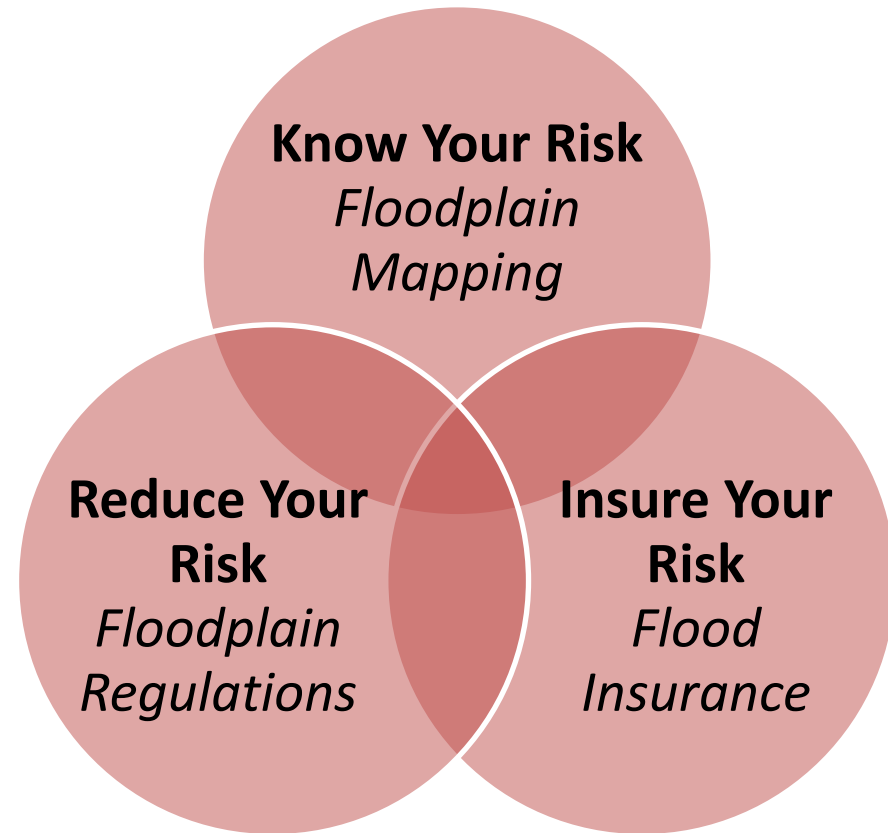 Know Your Risk
Floodplain
Mapping
Reduce Your
Risk
Floodplain
Regulations
Insure Your
Risk
Flood
Insurance